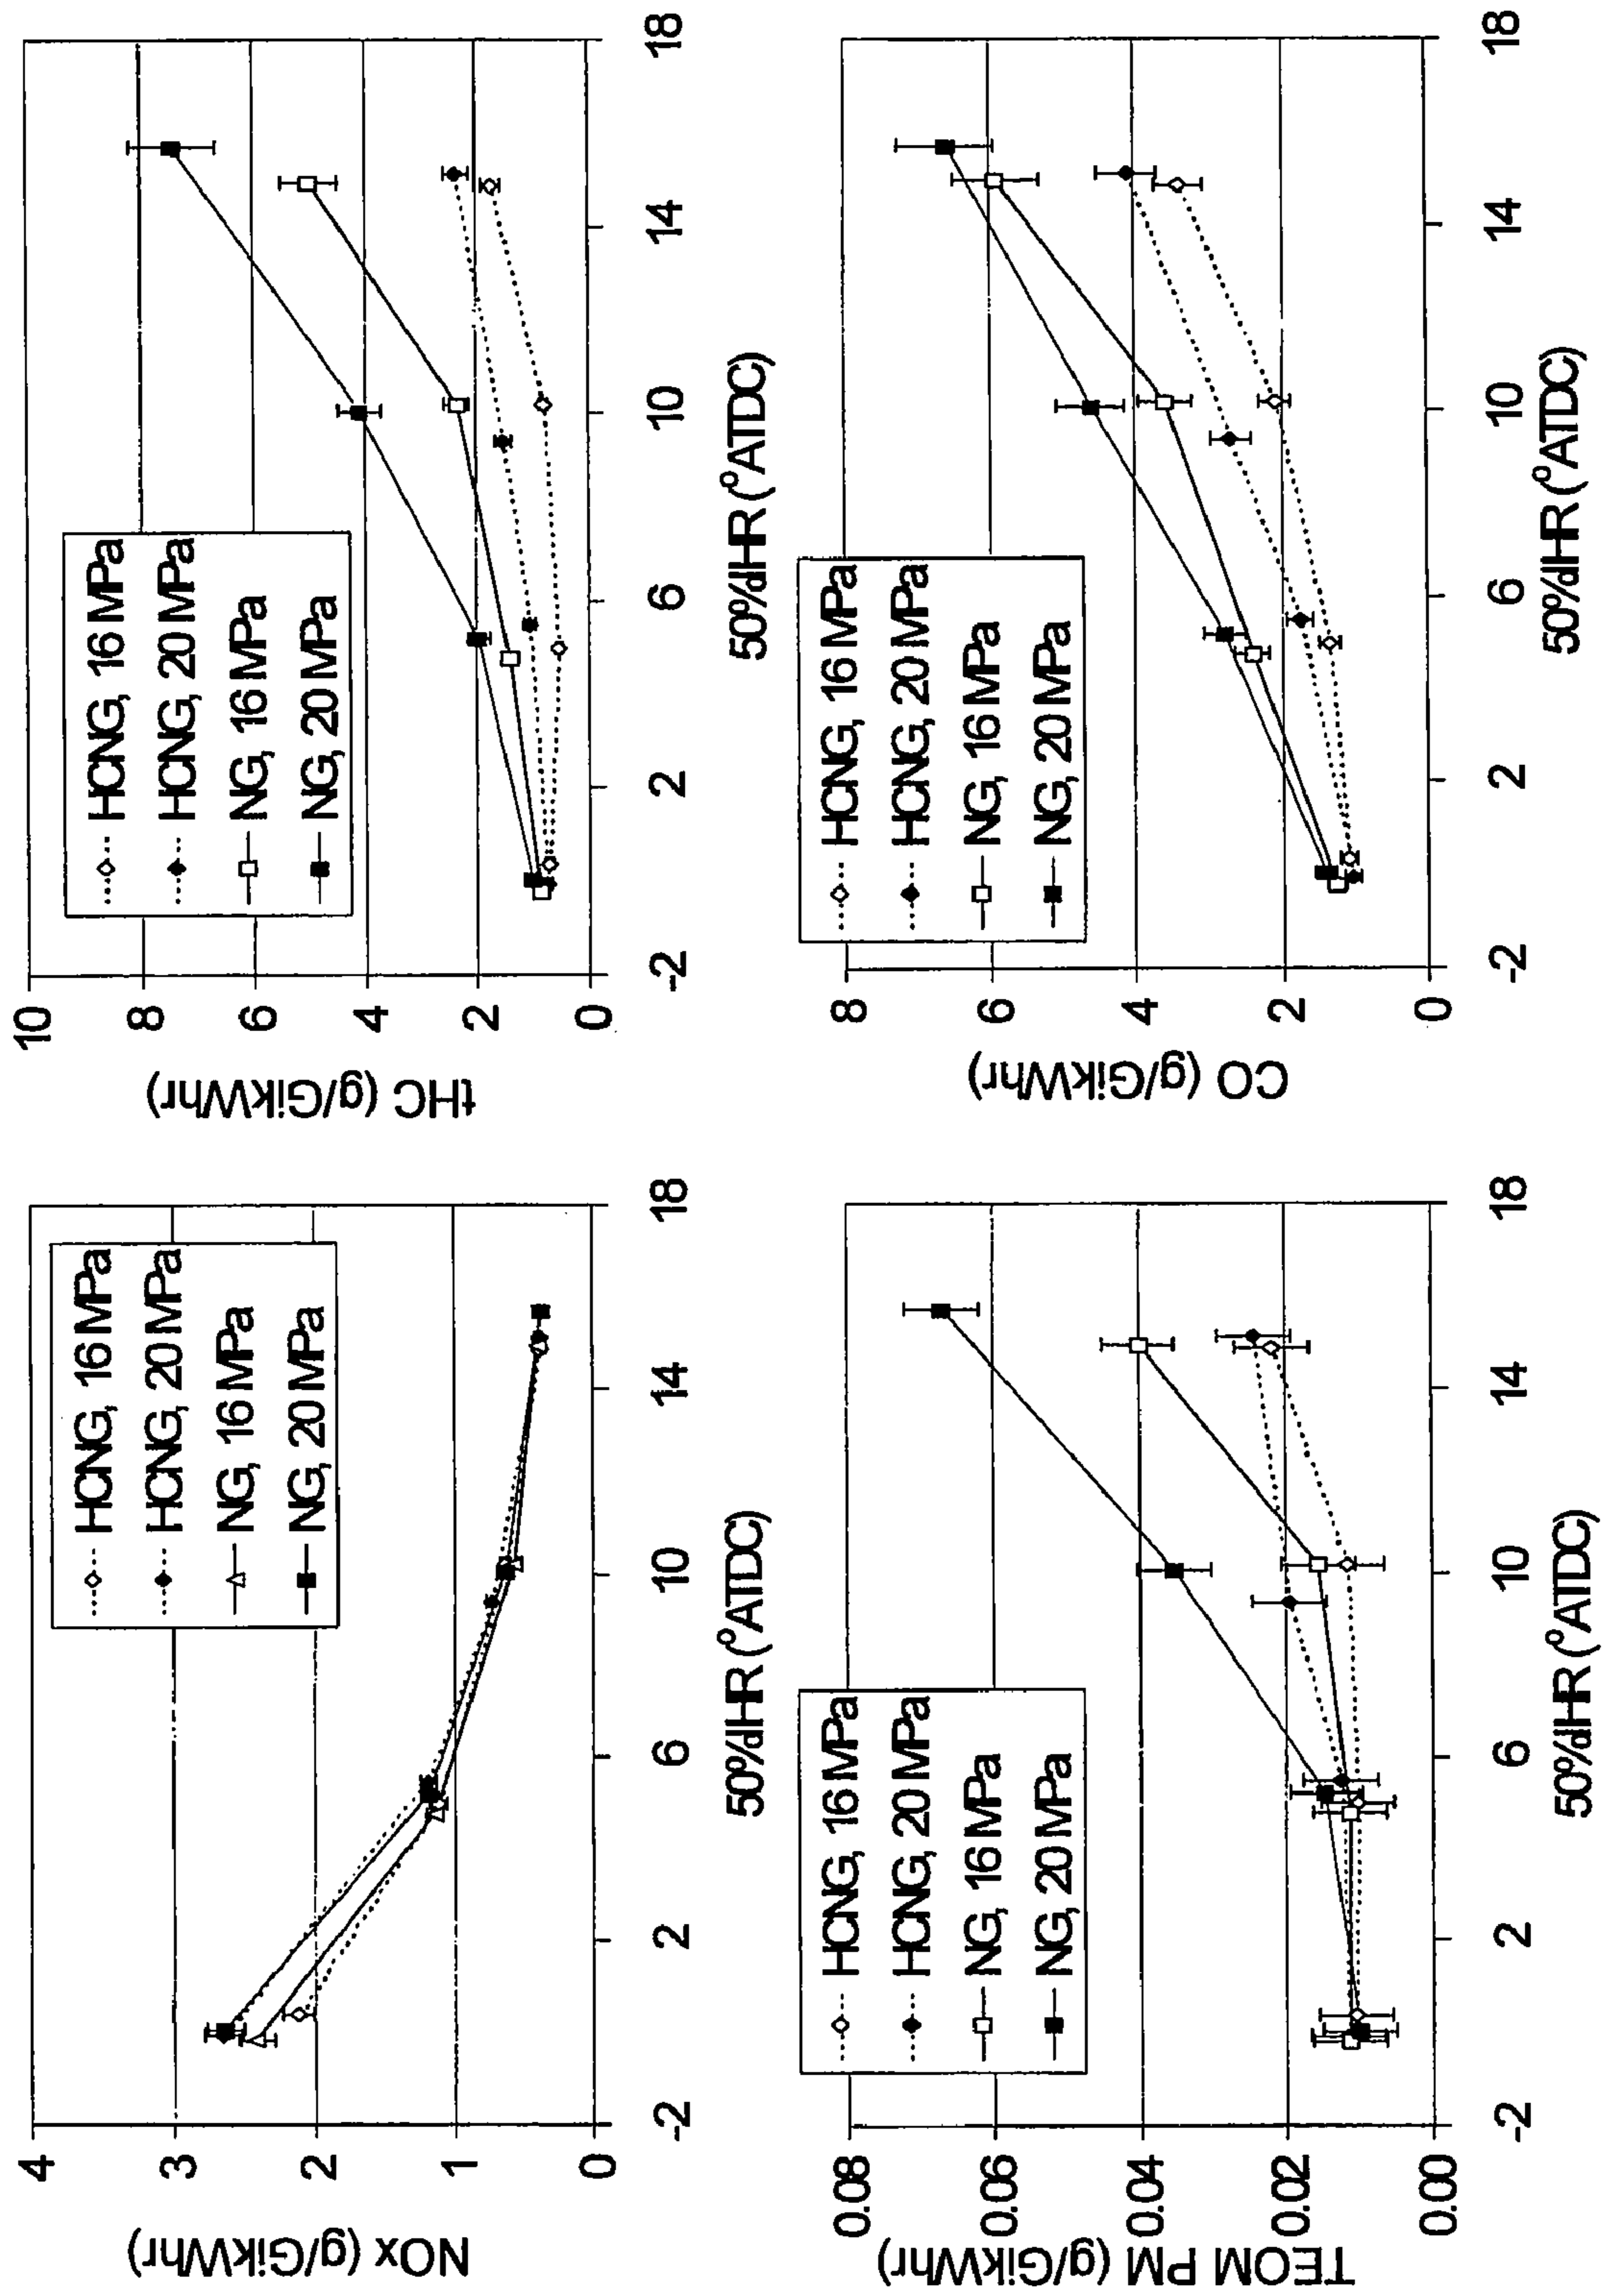 NOx (g/GikWhr)
4
3
2
1
0
-2
2
6
10
14
18
50%IHR (°ATDC)
HCNG, 16 MPa
HCNG, 20 MPa
NG, 16 MPa
NG, 20 MPa
tHC (g/GikWhr)
10
8
6
4
2
0
-2
2
6
10
14
18
50%IHR (°ATDC)
HCNG, 16 MPa
HCNG, 20 MPa
NG, 16 MPa
NG, 20 MPa
TEOM PM (g/GikWhr)
0.08
0.06
0.04
0.02
0.00
-2
2
6
10
14
18
50%IHR (°ATDC)
HCNG, 16 MPa
HCNG, 20 MPa
NG, 16 MPa
NG, 20 MPa
CO (g/GikWhr)
8
6
4
2
0
-2
2
6
10
14
18
50%IHR (°ATDC)
HCNG, 16 MPa
HCNG, 20 MPa
NG, 16 MPa
NG, 20 MPa